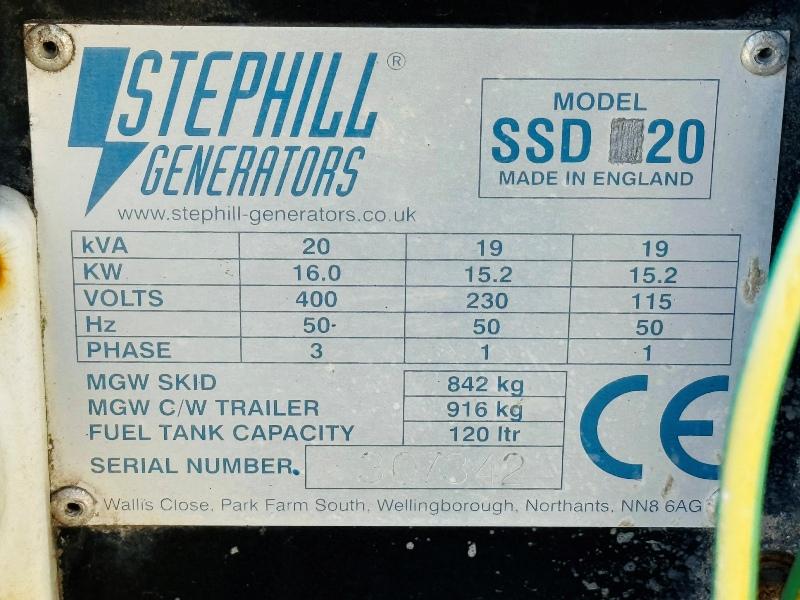 STEPHILL ®
GENERATORS
www.stephill-generators.co.uk
MODEL
SSD 20
MADE IN ENGLAND
kVA 20 19 19
KW 16.0 15.2 15.2
VOLTS 400 230 115
Hz 50 50 50
PHASE 3 1 1
MGW SKID 842 kg
MGW C/W TRAILER 916 kg
FUEL TANK CAPACITY 120 ltr
SERIAL NUMBER.
CE
Wallis Close, Park Farm South, Wellingborough, Northants, NN8 6AG